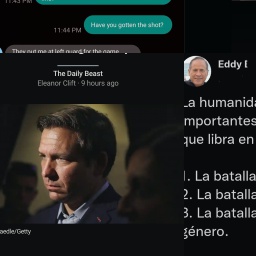 11:43 PM
11:44 PM
Have you gotten the shot?
They put me at left guard for the game
The Daily Beast
Eleanor Clift · 9 hours ago
aedle/Getty
Eddy
La humanida
mportantes
que libra en
1. La batalla
2. La batalla
3. La batalla
género.